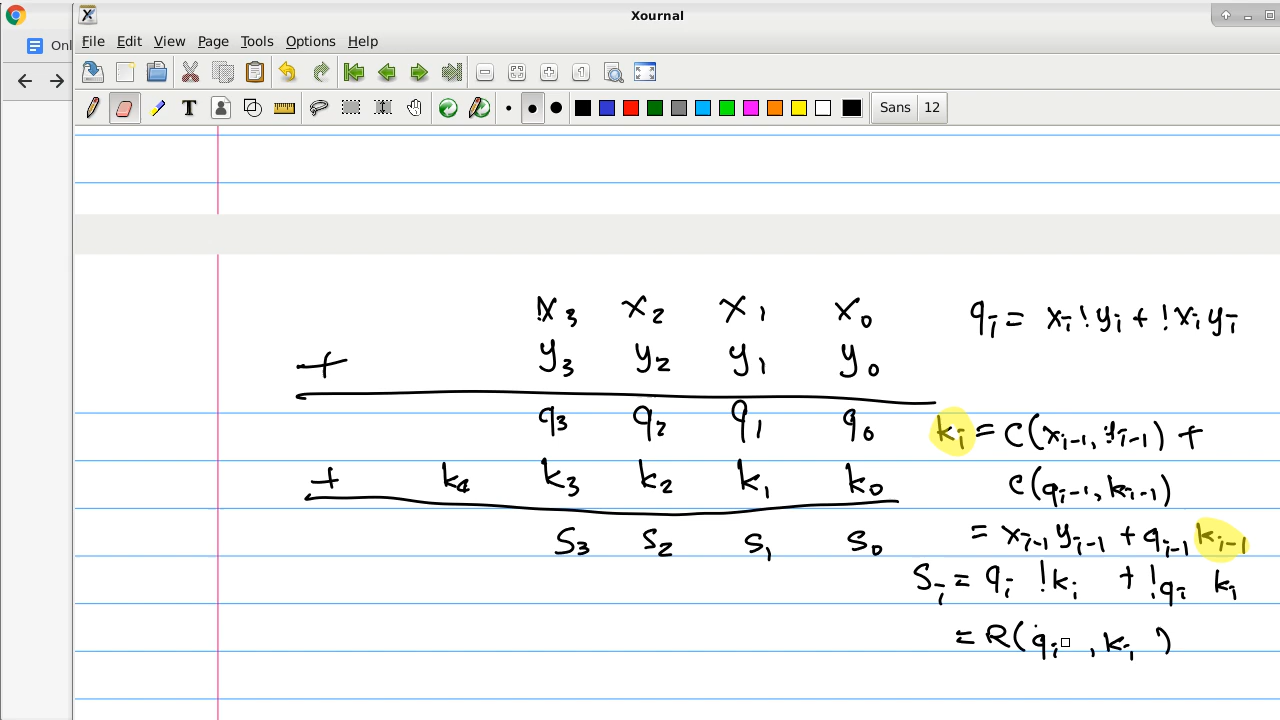 Xournal
Onl
File Edit View Page Tools Options Help
Sans 12
x₃ x₂ x₁ x₀
+ y₃ y₂ y₁ y₀
q₃ q₂ q₁ q₀
+ k₄ k₃ k₂ k₁ k₀
S₃ S₂ S₁ S₀
qᵢ = xᵢ !yᵢ + !xᵢ yᵢ
kᵢ = C(xᵢ₋₁, yᵢ₋₁) +
C(qᵢ₋₁, kᵢ₋₁)
= xᵢ₋₁ yᵢ₋₁ + qᵢ₋₁ kᵢ₋₁
Sᵢ = qᵢ !kᵢ + !qᵢ kᵢ
= R(qᵢ , kᵢ )